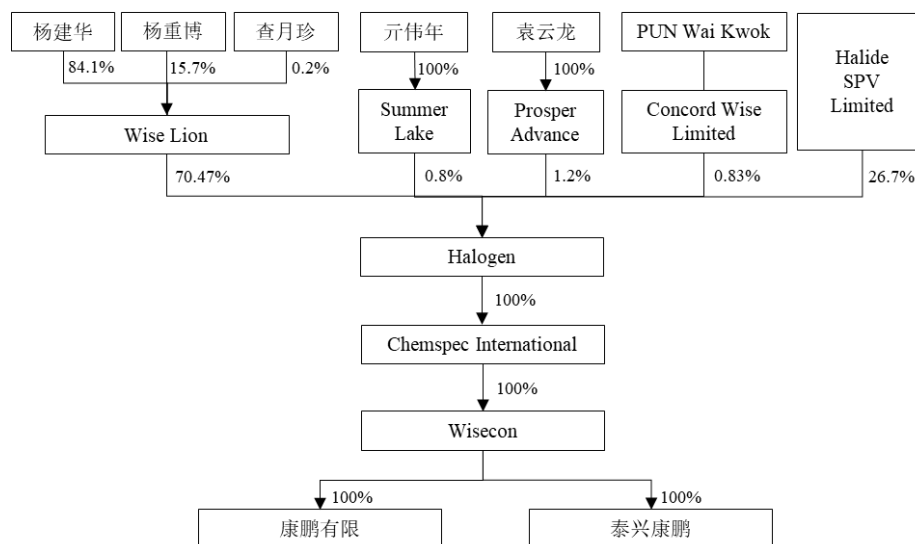 杨建华
杨重博
查月珍
亓伟年
袁云龙
PUN Wai Kwok
Halide
SPV
Limited
84.1%
15.7%
0.2%
100%
100%
Wise Lion
Summer
Lake
Prosper
Advance
Concord Wise
Limited
70.47%
0.8%
1.2%
0.83%
26.7%
Halogen
100%
Chemspec International
100%
Wisecon
100%
100%
康鹏有限
泰兴康鹏